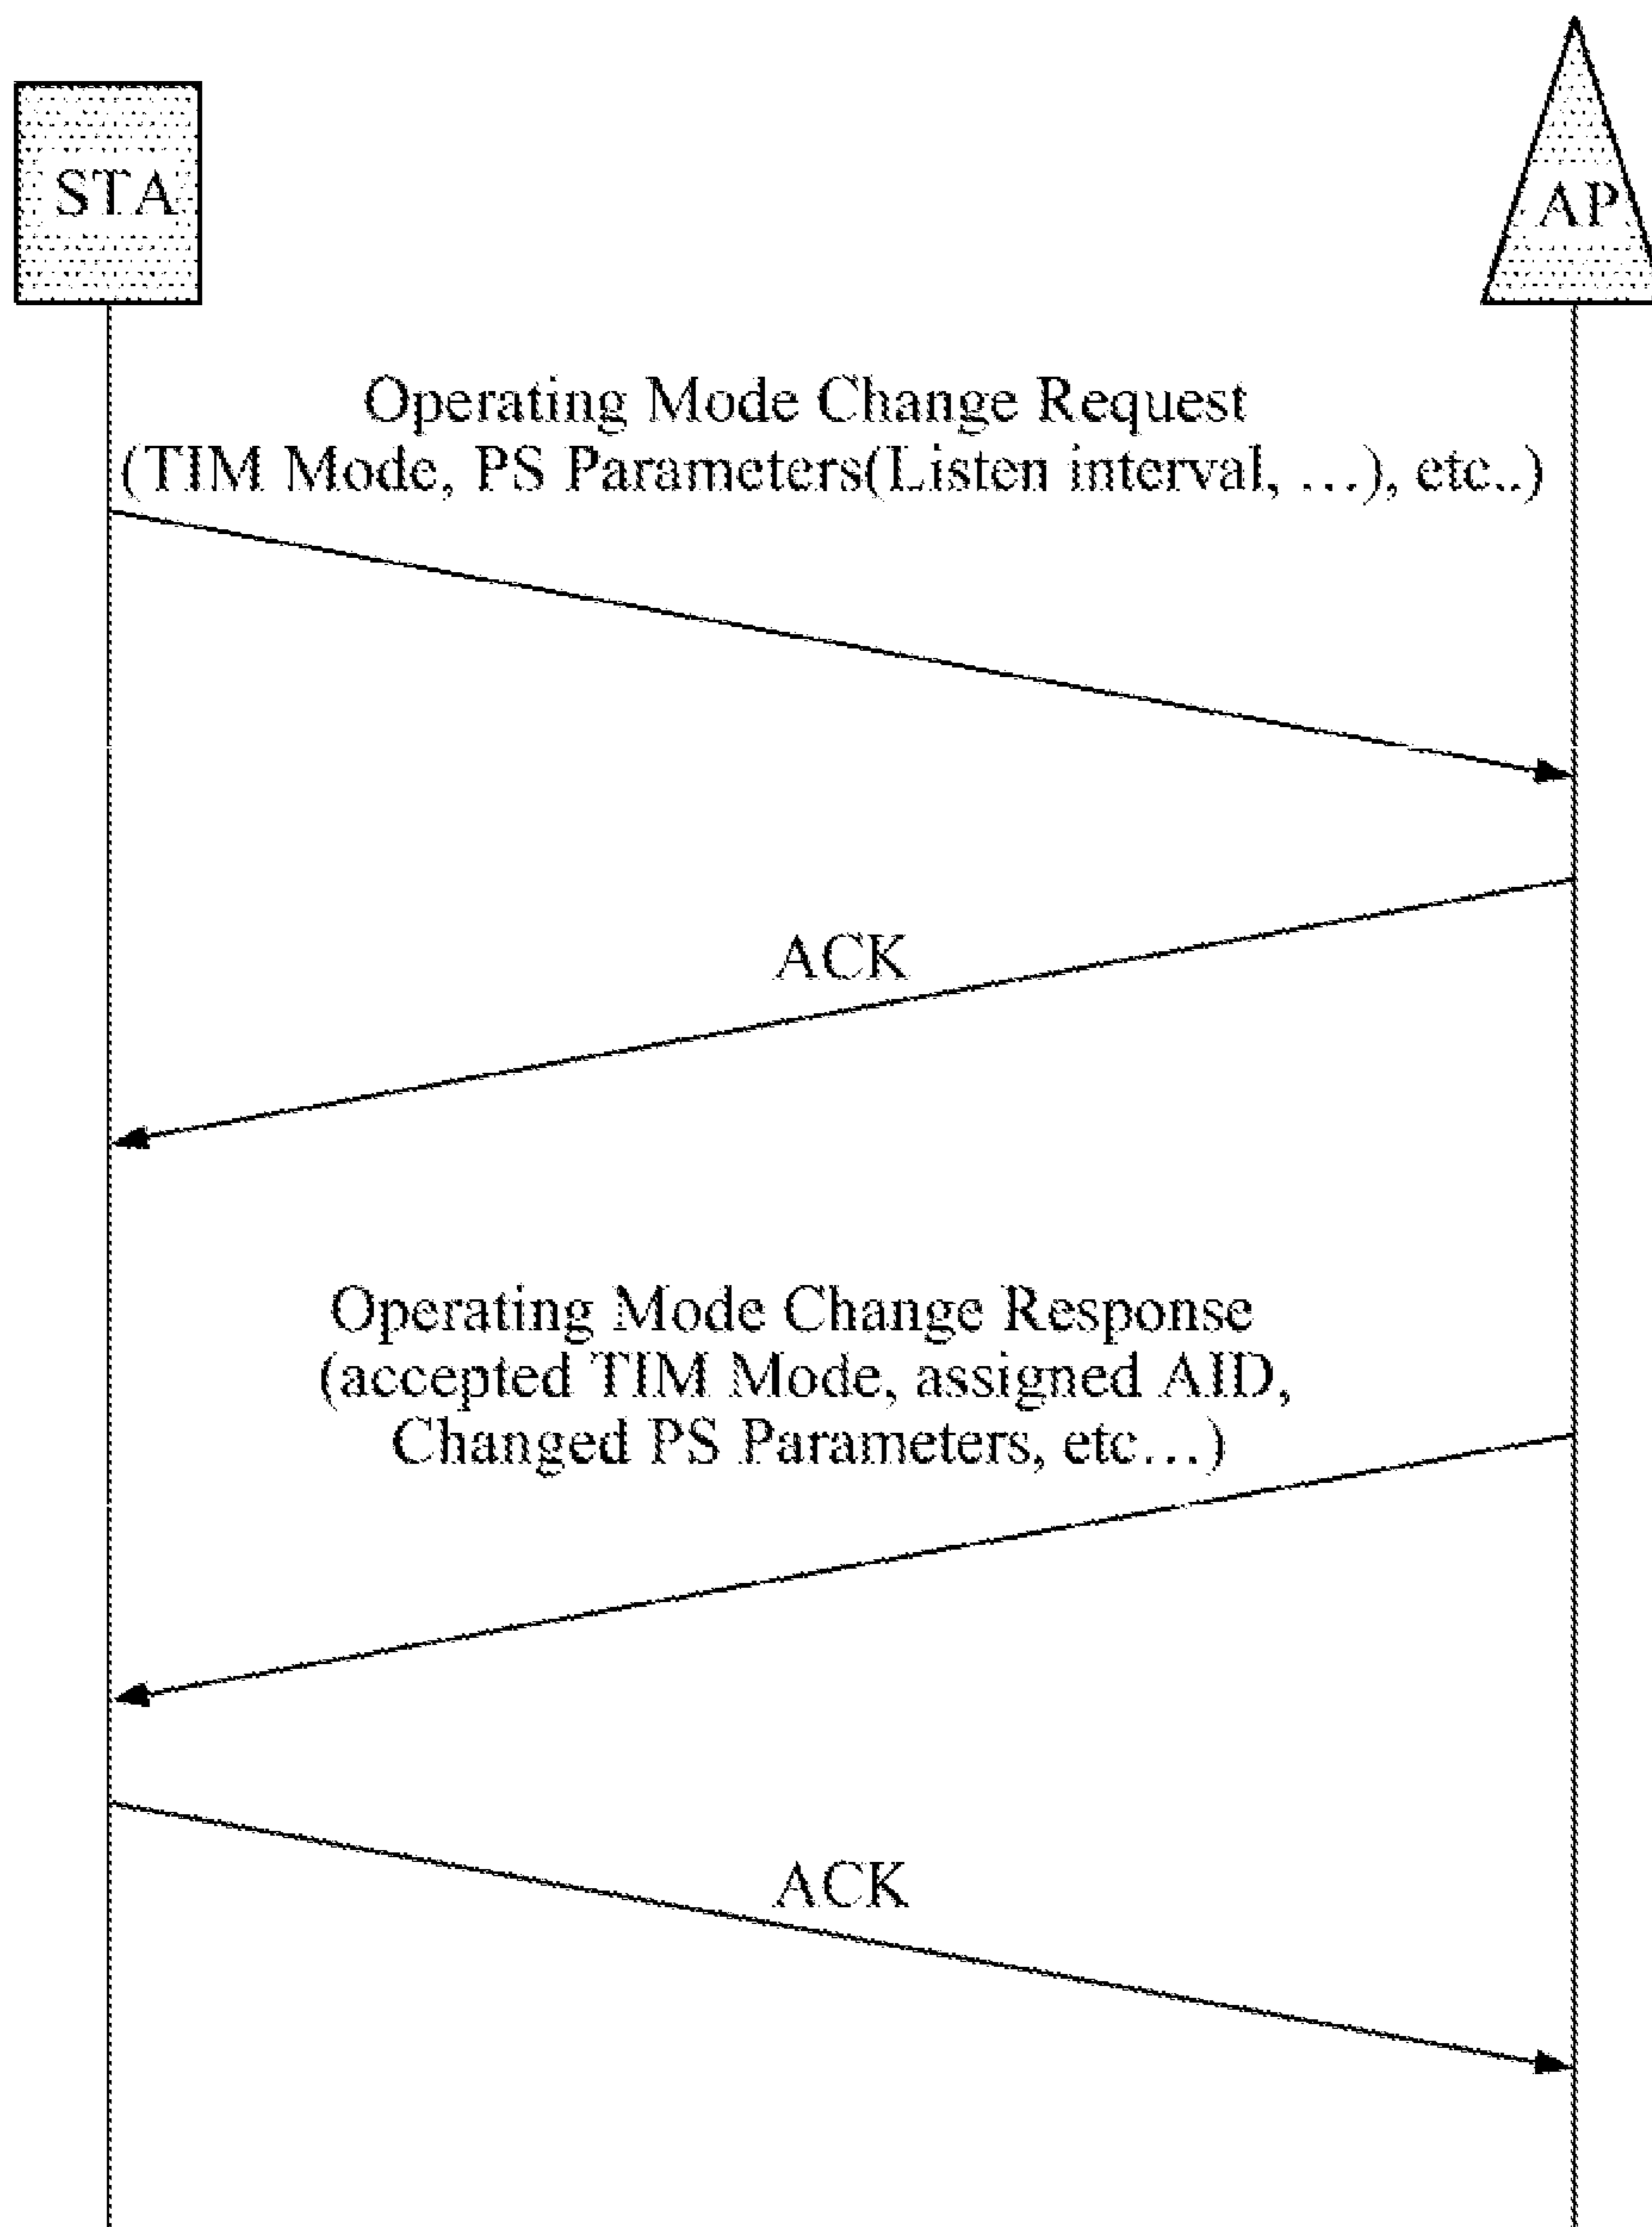 STA
AP
Operating Mode Change Request
(TIM Mode, PS Parameters(Listen interval, …), etc..)
ACK
Operating Mode Change Response
(accepted TIM Mode, assigned AID,
Changed PS Parameters, etc…)
ACK